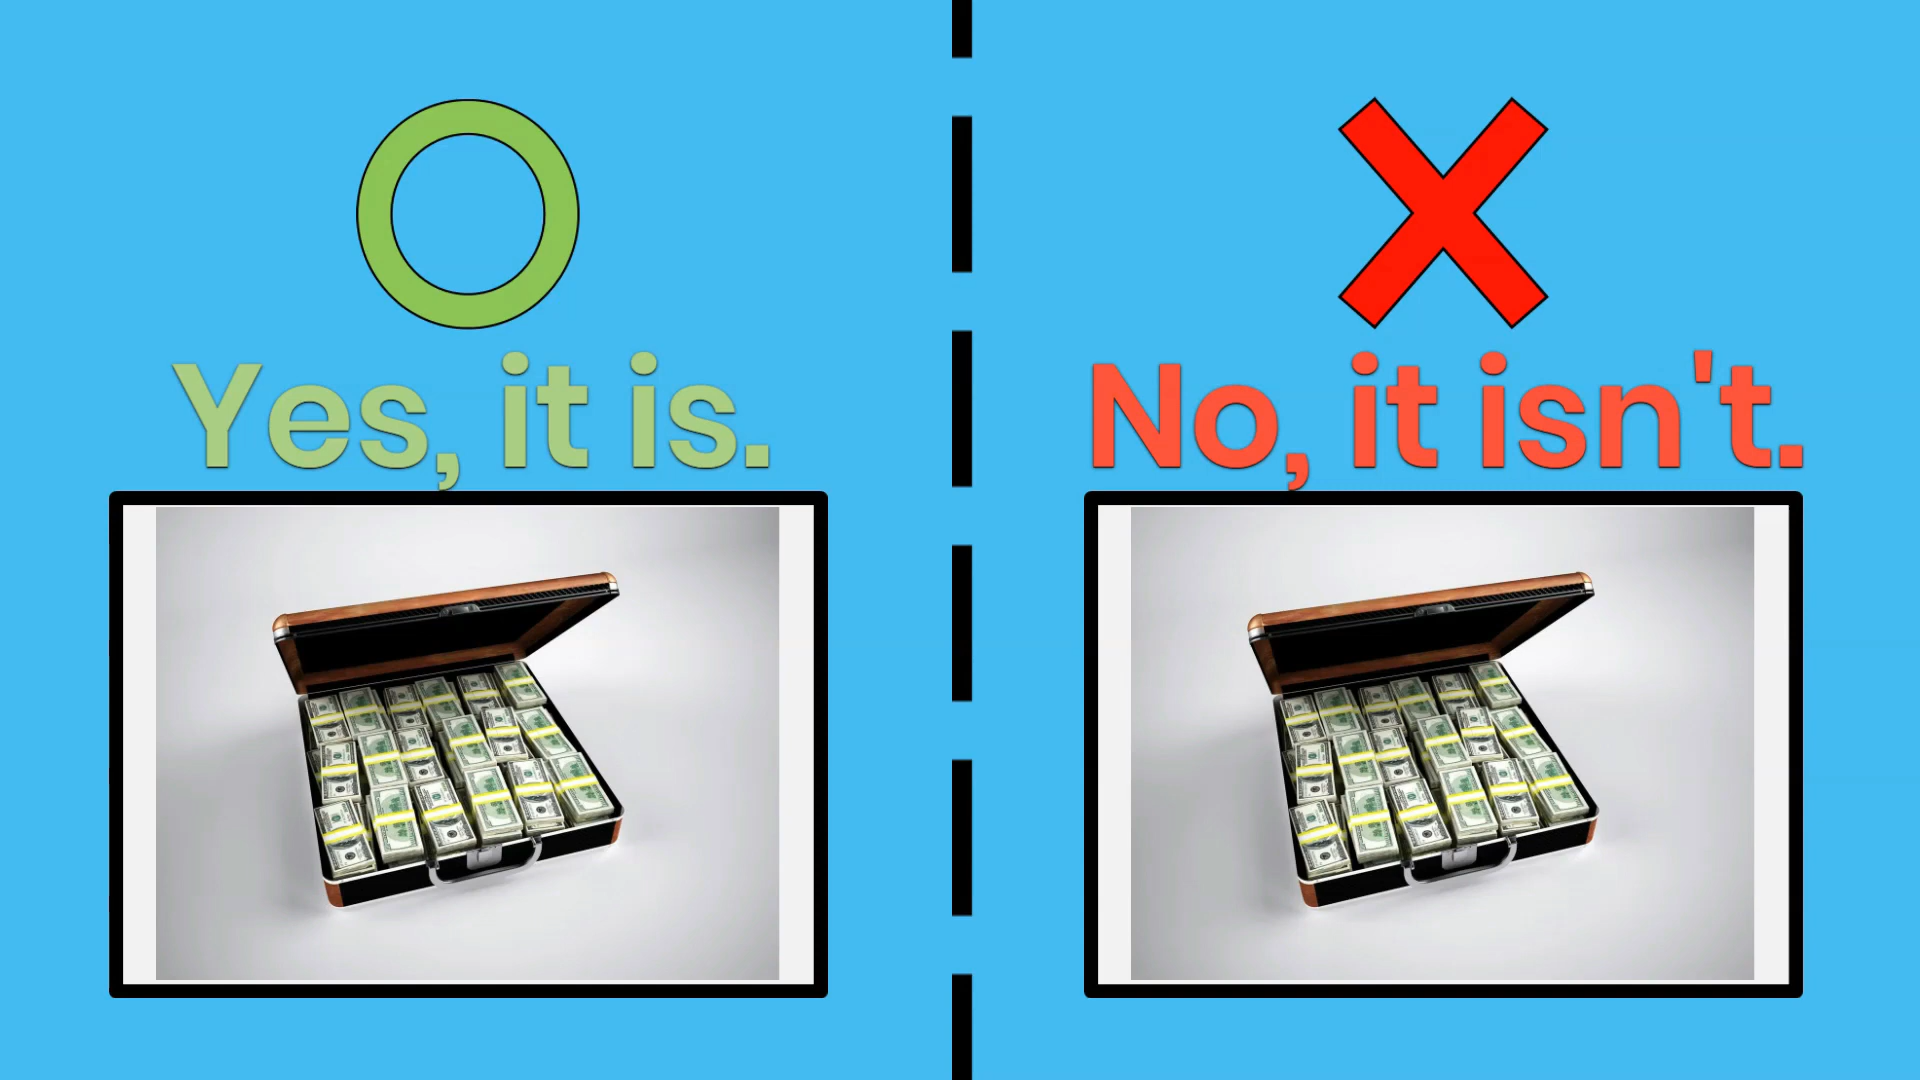 Yes, it is.
No, it isn't.